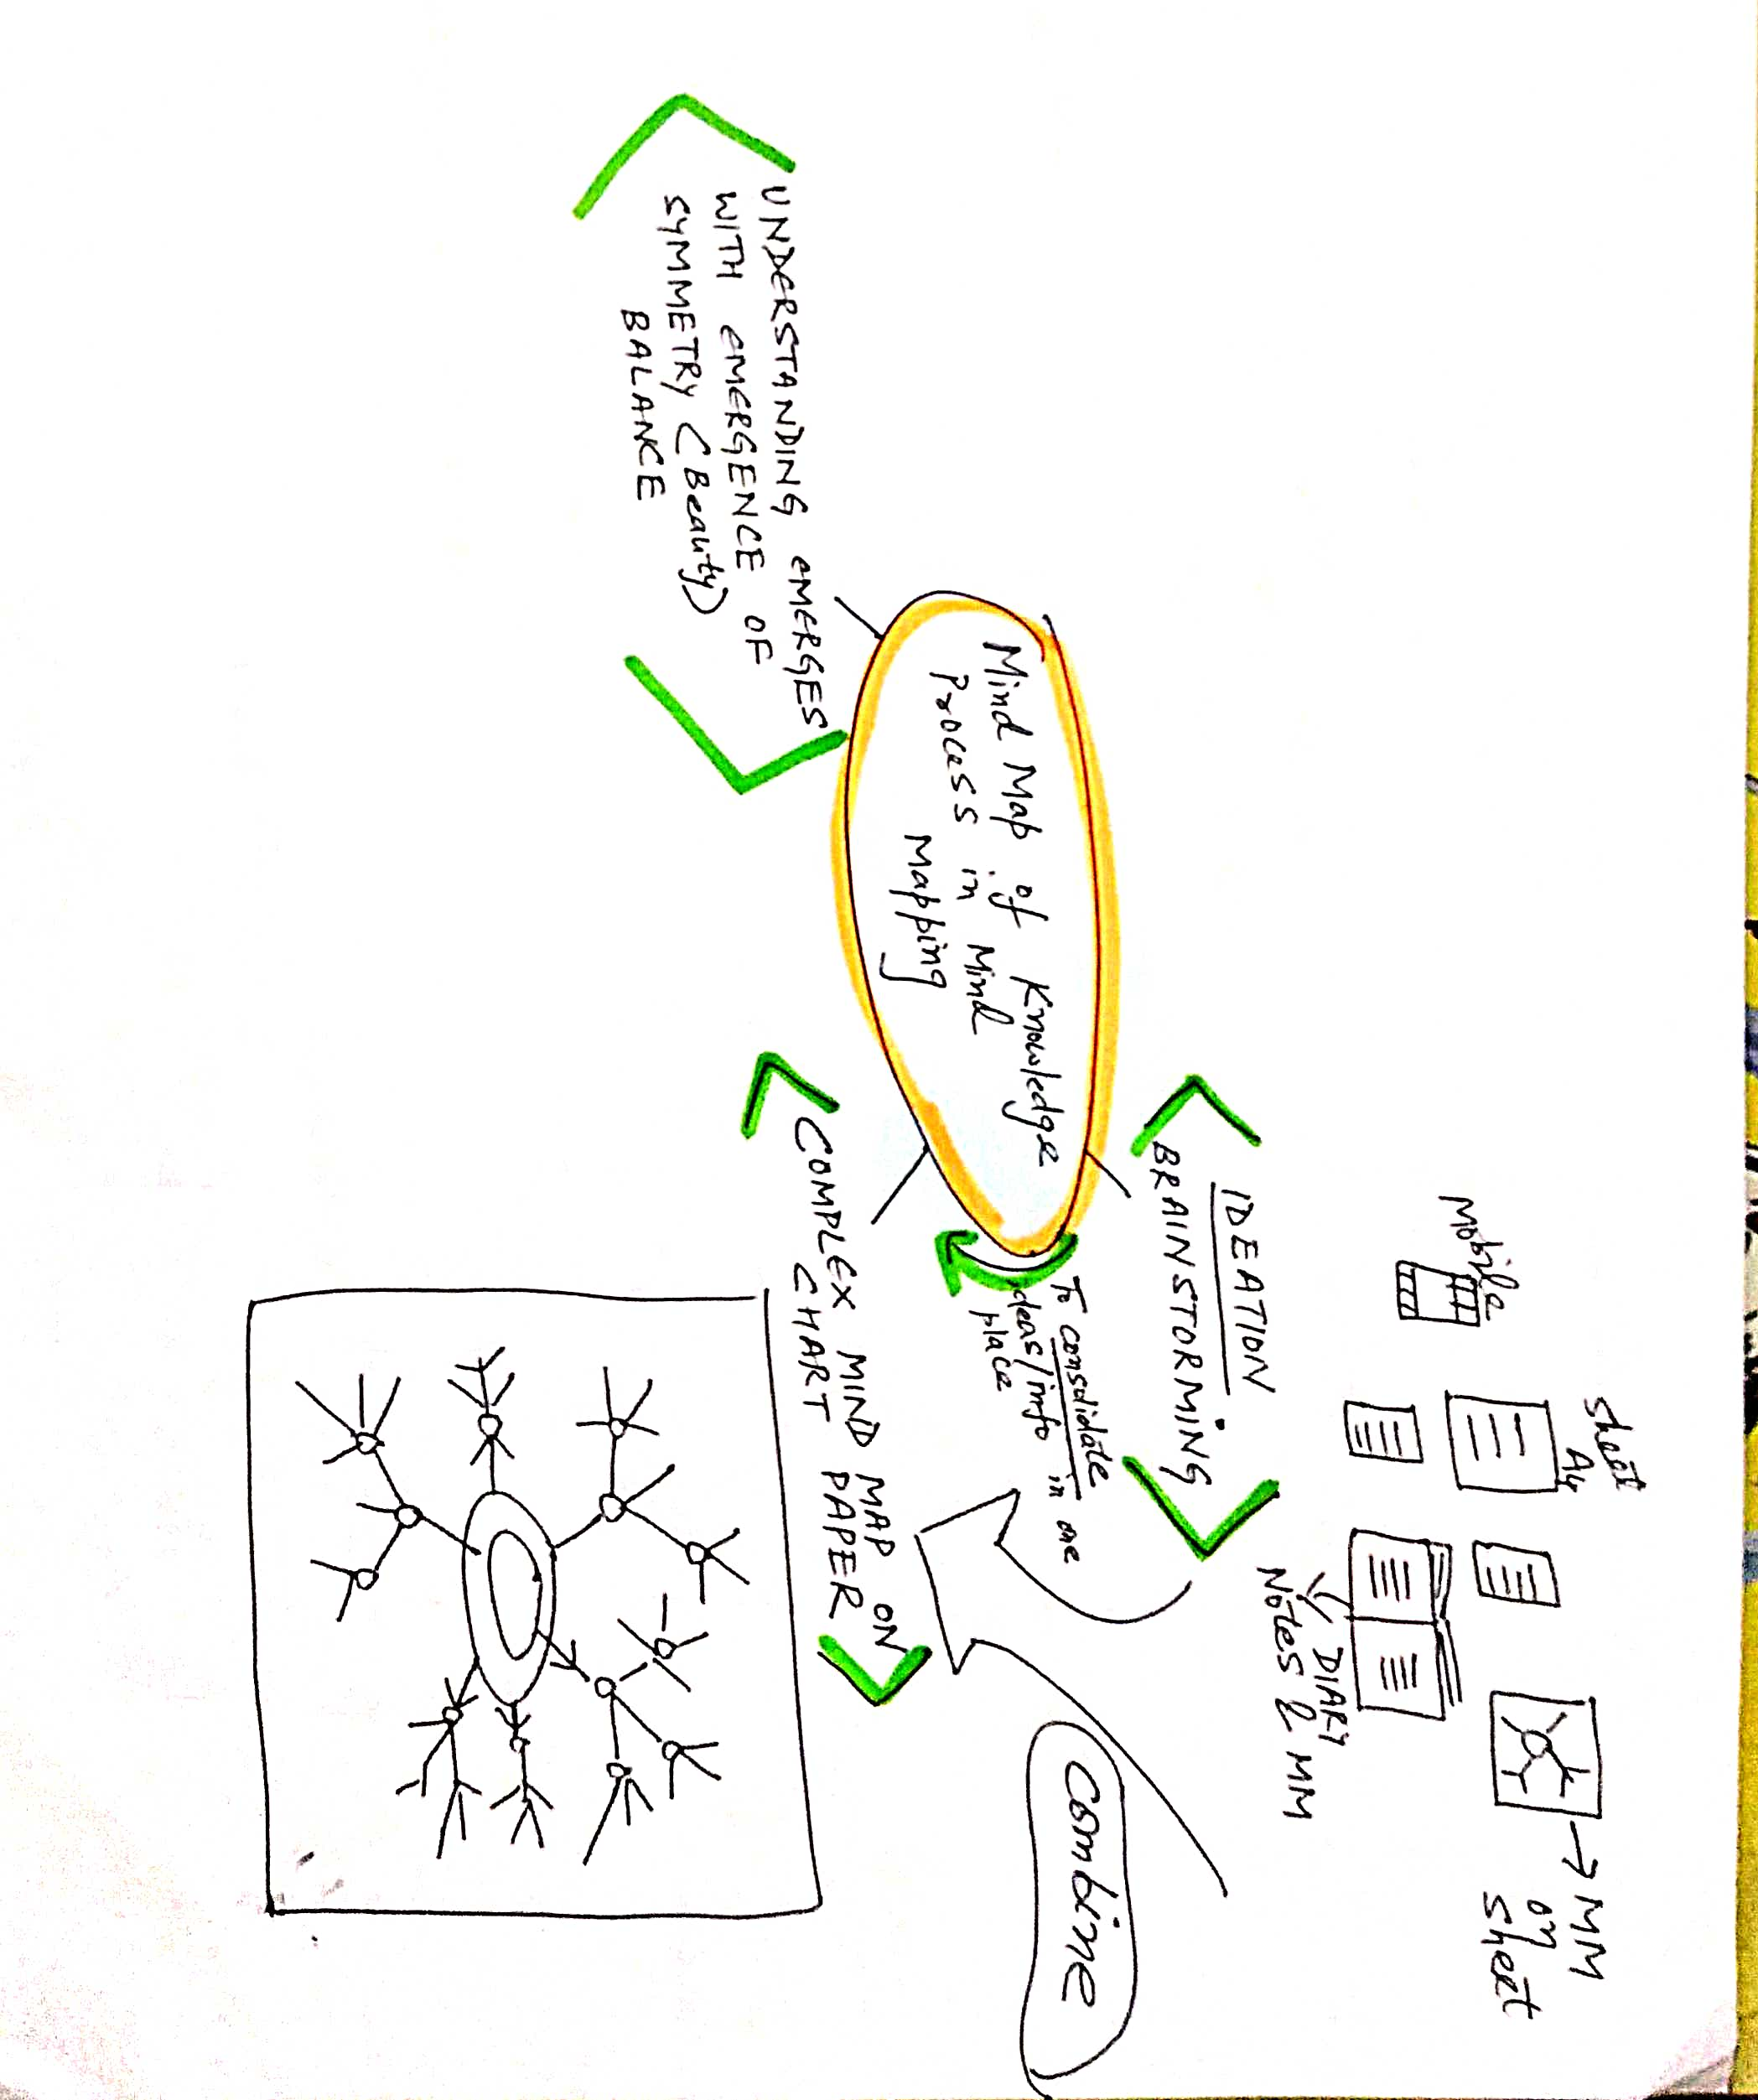 Mobile
Sheet
A4
MM
on
Sheet
DIARY
Notes & MM
IDEATION
BRAINSTORMING
To consolidate
ideas/info in one
place
Combine
Mind Map of Knowledge
Process in Mind
Mapping
COMPLEX MIND MAP ON
CHART PAPER
UNDERSTANDING EMERGES
WITH EMERGENCE OF
SYMMETRY (Beauty)
BALANCE